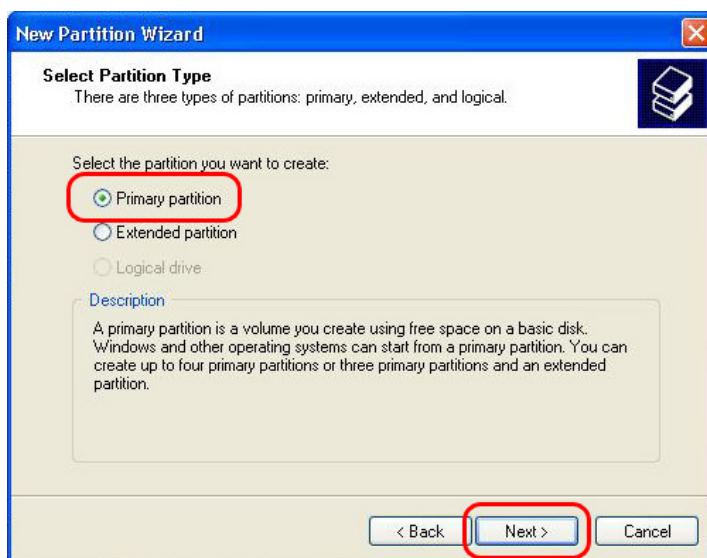 New Partition Wizard
Select Partition Type
There are three types of partitions: primary, extended, and logical.
Select the partition you want to create:
Primary partition
Extended partition
Logical drive
Description
A primary partition is a volume you create using free space on a basic disk.
Windows and other operating systems can start from a primary partition. You can
create up to four primary partitions or three primary partitions and an extended
partition.
< Back
Next >
Cancel